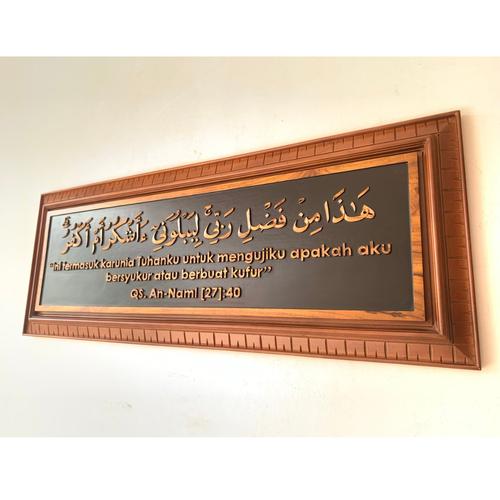 هَٰذَا مِنْ فَضْلِ رَبِّي لِيَبْلُوَنِي ءَأَشْكُرُ أَمْ أَكْفُرُ
"Ini termasuk karunia Tuhanku untuk mengujiku apakah aku
bersyukur atau berbuat kufur"
QS. An-Naml [27]:40